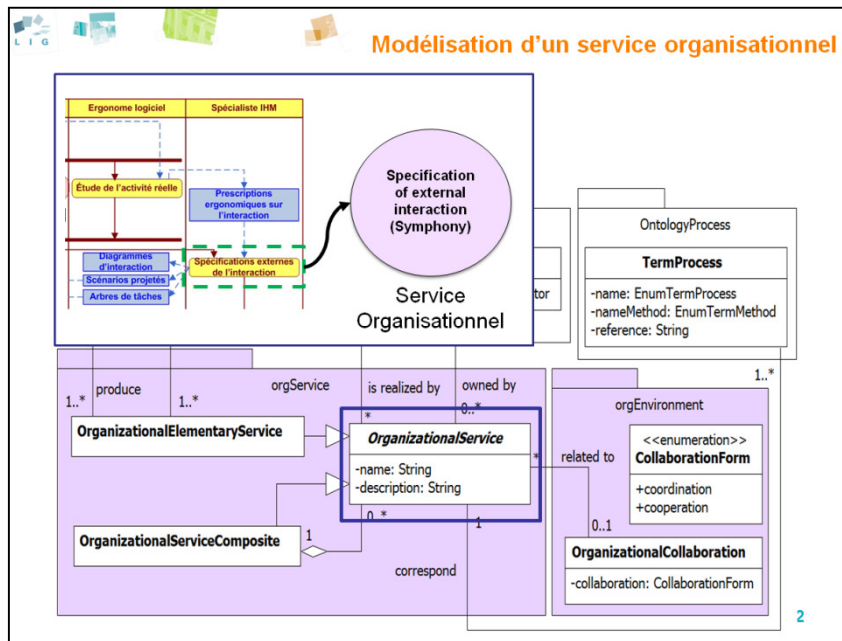 LIG
Modélisation d'un service organisationnel
Ergonome logiciel
Spécialiste IHM
Étude de l'activité réelle
Prescriptions
ergonomiques sur
l'interaction
Diagrammes
d'interaction
Scénarios projetés
Arbres de tâches
Spécifications externes
de l'interaction
Specification
of external
interaction
(Symphony)
Service
Organisationnel
tor
OntologyProcess
TermProcess
-name: EnumTermProcess
-nameMethod: EnumTermMethod
-reference: String
produce
orgService
is realized by
owned by
1..*
1..*
*
0..*
1..*
OrganizationalElementaryService
OrganizationalService
-name: String
-description: String
*
related to
0..1
orgEnvironment
<<enumeration>>
CollaborationForm
+coordination
+cooperation
OrganizationalServiceComposite
1
0..*
1
correspond
OrganizationalCollaboration
-collaboration: CollaborationForm
2